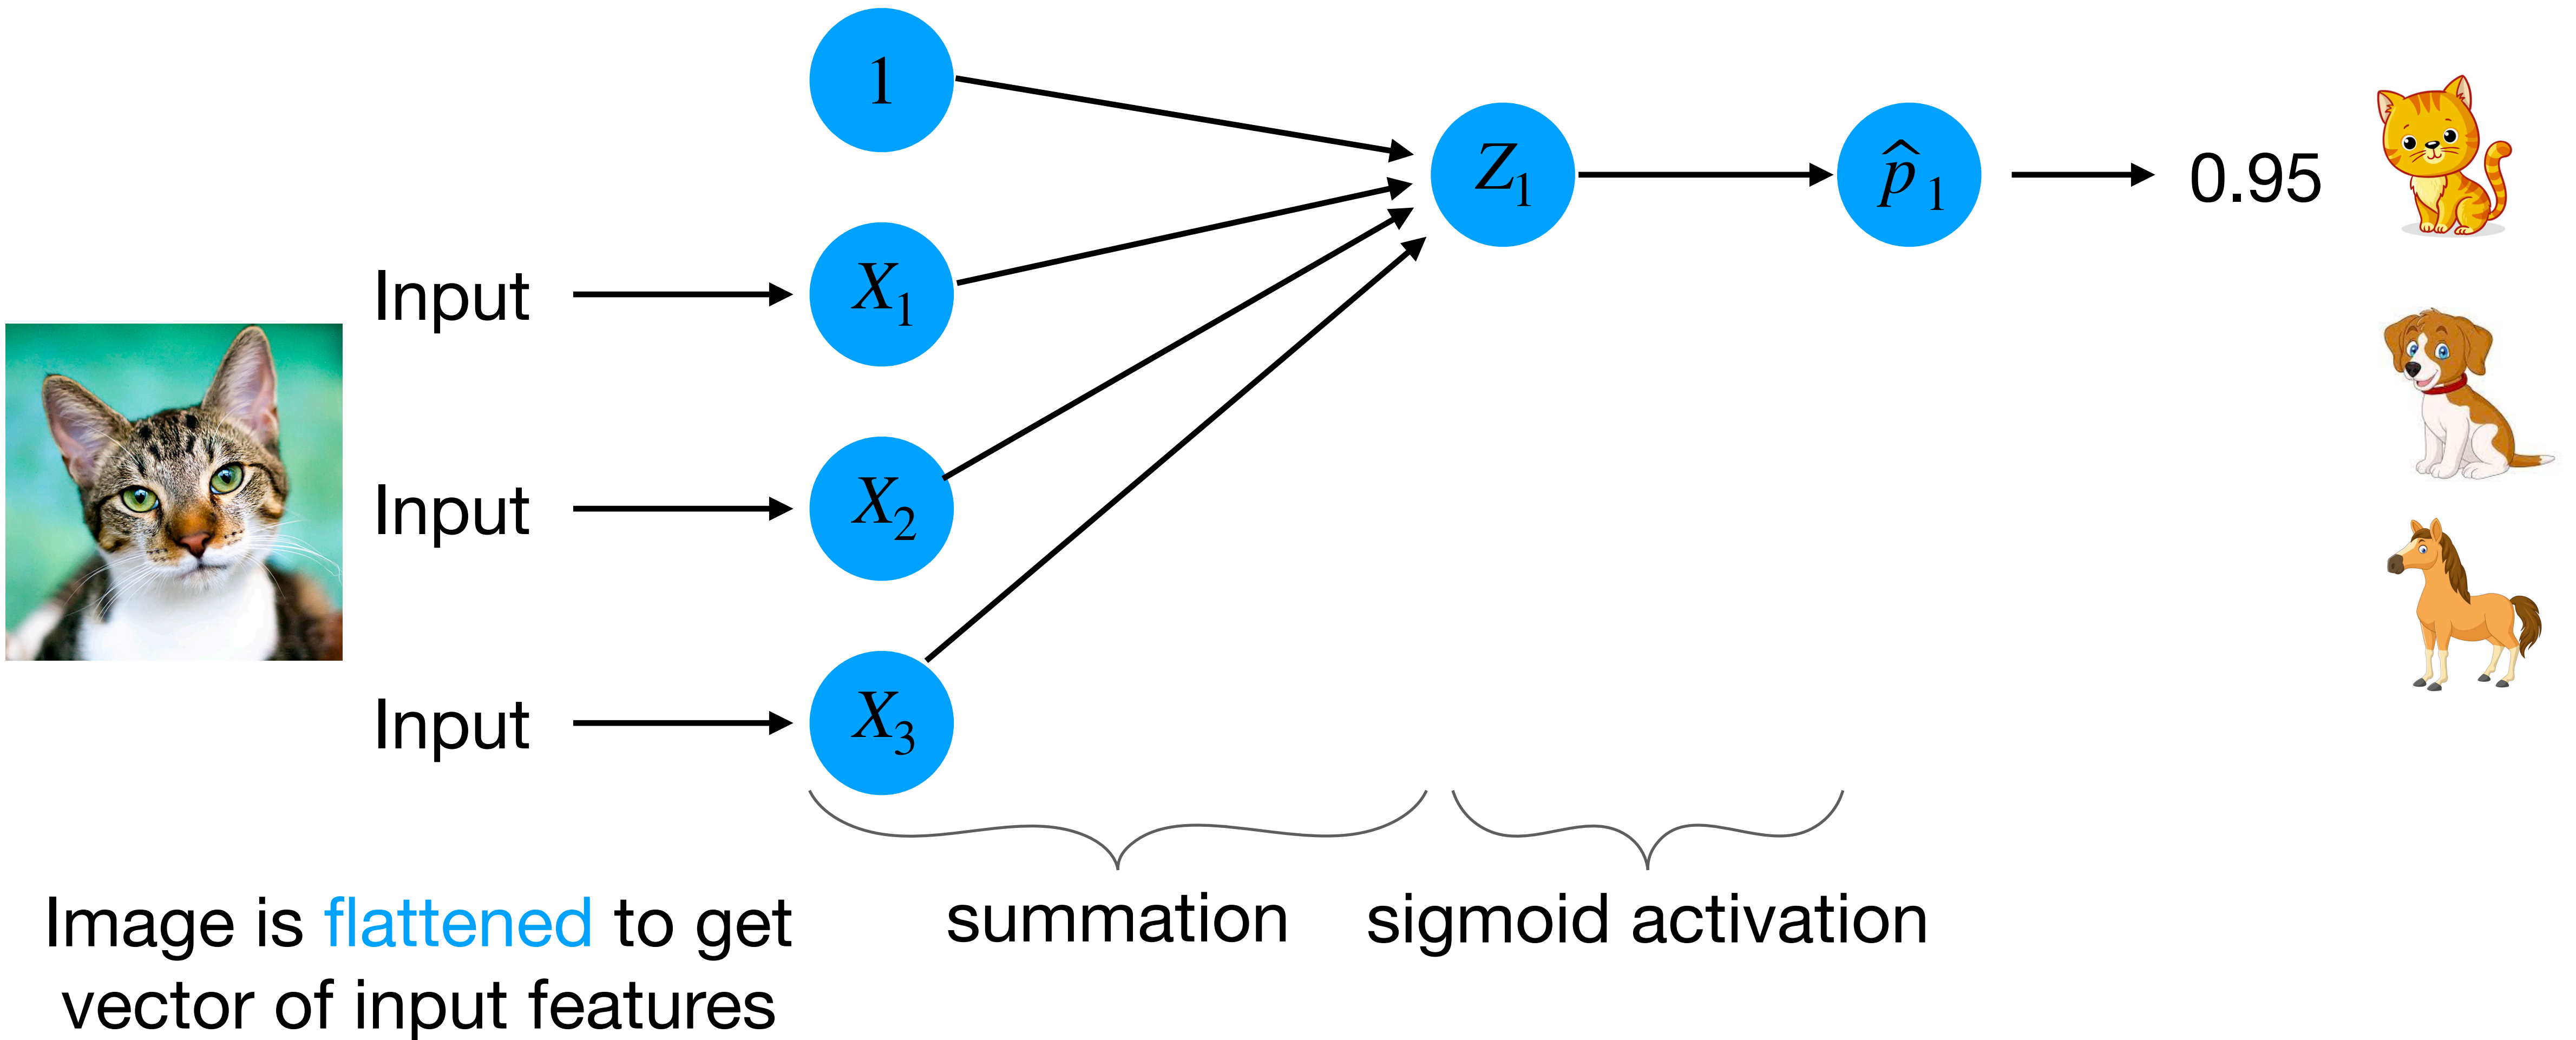 1
Z₁
p̂ ₁
0.95
Input
X₁
Input
X₂
Input
X₃
summation
sigmoid activation
Image is flattened to get
vector of input features